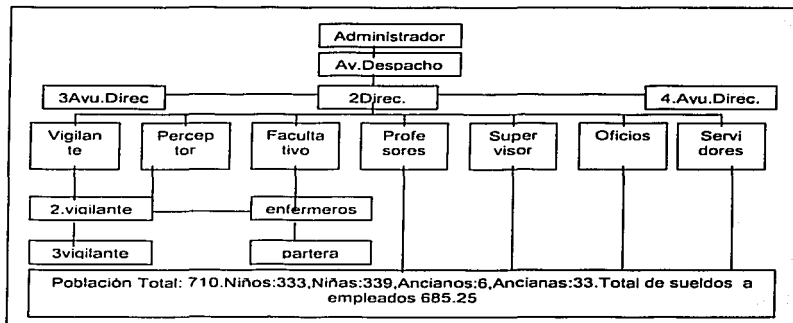 Administrador
Av.Despacho
3Ayu.Direc
2Direc.
4.Ayu.Direc.
Vigilan
te
Percep
tor
Faculta
tivo
Profe
sores
Super
visor
Oficios
Servi
dores
2.vigilante
enfermeros
3vigilante
partera
Población Total: 710.Niños:333,Niñas:339,Ancianos:6,Ancianas:33.Total de sueldos a
empleados 685.25